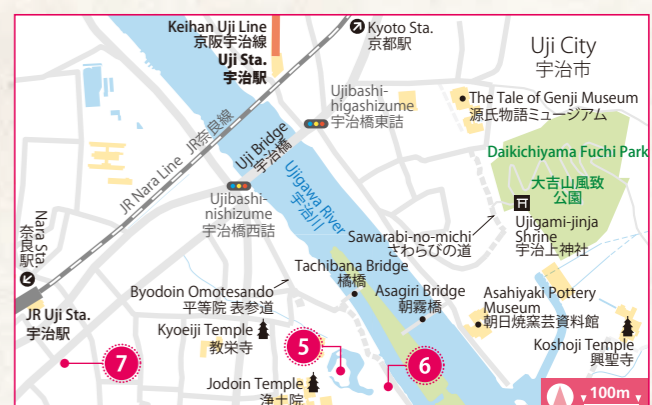 Keihan Uji Line
京阪宇治線
Uji Sta.
宇治駅
Kyoto Sta.
京都駅
Uji City
宇治市
Ujibashi-
higashizume
宇治橋東詰
The Tale of Genji Museum
源氏物語ミュージアム
JR Nara Line JR奈良線
Uji Bridge
宇治橋
Daikichiyama Fuchi Park
大吉山風致
公園
Ujigawa River
宇治川
Ujibashi-
nishizume
宇治橋西詰
Ujigami-jinja
Shrine
宇治上神社
Sawarabi-no-michi
さわらびの道
Nara Sta.
奈良駅
Tachibana Bridge
橘橋
Byodoin Omotesando
平等院 表参道
Asagiri Bridge
朝霧橋
Asahiyaki Pottery
Museum
朝日焼窯芸資料館
JR Uji Sta.
宇治駅
Kyoeiji Temple
教栄寺
Koshoji Temple
興聖寺
5
6
7
Jodoin Temple
浄土院
100m